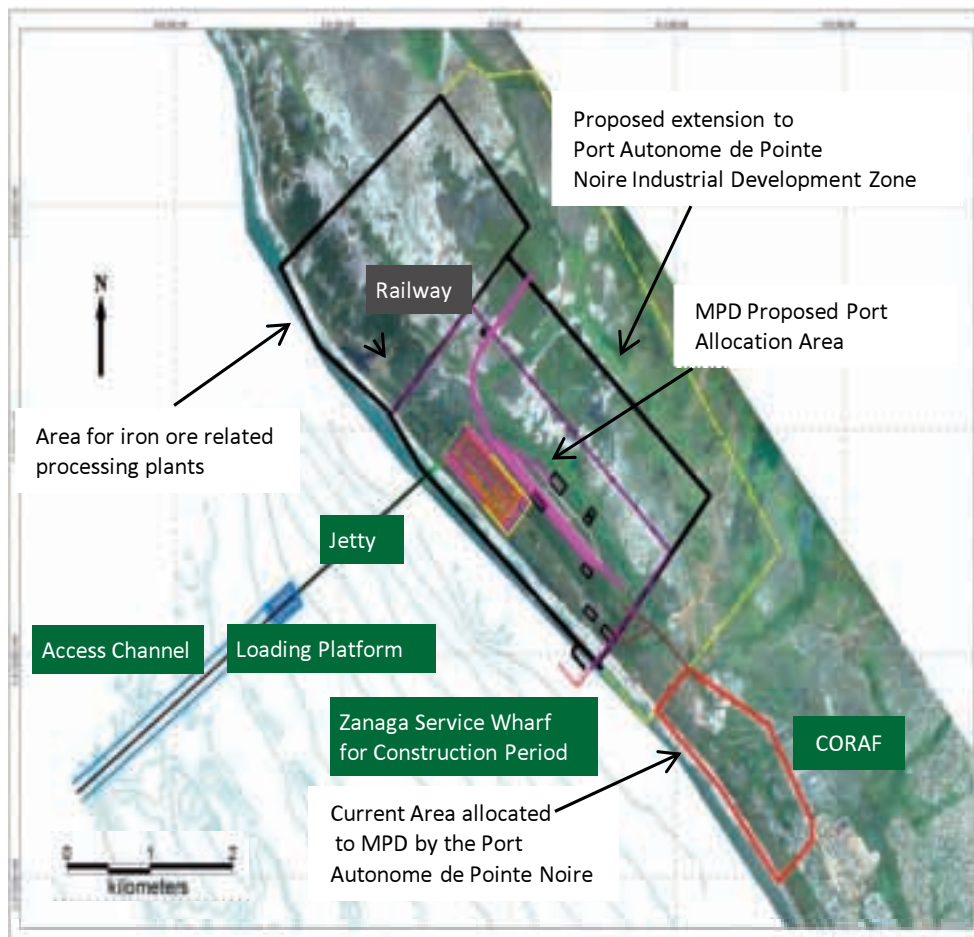 Proposed extension to
Port Autonome de Pointe
Noire Industrial Development Zone
Railway
N
MPD Proposed Port
Allocation Area
Area for iron ore related
processing plants
Jetty
Access Channel
Loading Platform
Zanaga Service Wharf
for Construction Period
CORAF
Current Area allocated
to MPD by the Port
Autonome de Pointe Noire
0 1 2
kilometers